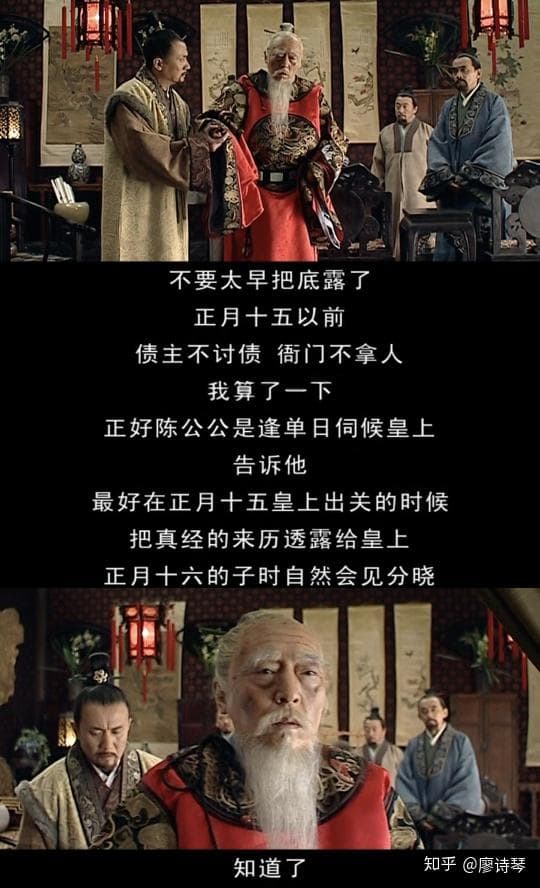 不要太早把底露了
正月十五以前
债主不讨债 衙门不拿人
我算了一下
正好陈公公是逢单日伺候皇上
告诉他
最好在正月十五皇上出关的时候
把真经的来历透露给皇上
正月十六的子时自然会见分晓
知道了
知乎 @廖诗琴